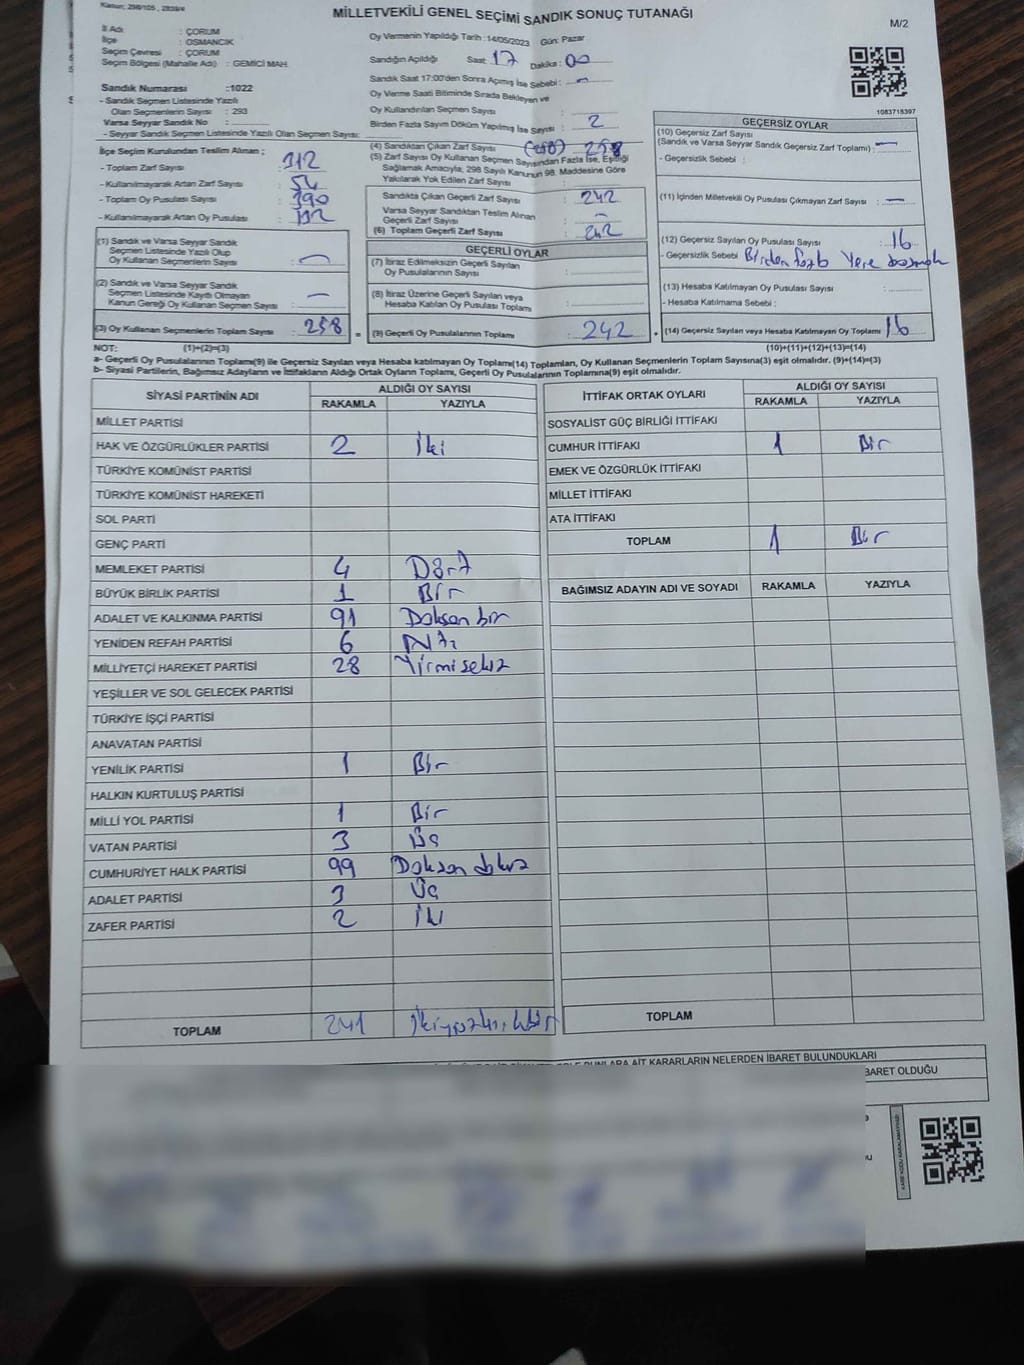 MİLLETVEKİLİ GENEL SEÇİMİ SANDIK SONUÇ TUTANAĞI
M/2
İl Adı : ÇORUM
İlçe : OSMANCIK
Seçim Çevresi : ÇORUM
Seçim Bölgesi (Mahalle Adı) : GEMİCİ MAH.
Sandık Numarası :1022
- Sandık Seçmen Listesinde Yazılı
Olan Seçmenlerin Sayısı : 293
Varsa Seyyar Sandık No :
- Seyyar Sandık Seçmen Listesinde Yazılı Olan Seçmen Sayısı:
Oy Vermenin Yapıldığı Tarih : 14/05/2023 Gün: Pazar
Sandığın Açıldığı Saat: 17 Dakika : 00
Sandık Saat 17:00'den Sonra Açımış İse Sebebi : -
Oy Verme Saati Bitiminde Sırada Bekleyen ve
Oy Kullandırılan Seçmen Sayısı :
Birden Fazla Sayım Döküm Yapılmış İse Sayısı : 2
1083718397
İlçe Seçim Kurulundan Teslim Alınan ;
- Toplam Zarf Sayısı : 312
- Kullanılmayarak Artan Zarf Sayısı : 54
- Toplam Oy Pusulası Sayısı : 390
- Kullanılmayarak Artan Oy Pusulası : 132
(4) Sandıktan Çıkan Zarf Sayısı : (258) 258
(5) Zarf Sayısı Oy Kullanan Seçmen Sayısından Fazla İse, Eşitliği
Sağlamak Amacıyla, 298 Sayılı Kanunun 98. Maddesine Göre
Yakılarak Yok Edilen Zarf Sayısı :
Sandıkta Çıkan Geçerli Zarf Sayısı : 242
Varsa Seyyar Sandıktan Teslim Alınan
Geçerli Zarf Sayısı : -
(6) Toplam Geçerli Zarf Sayısı : 242
GEÇERSİZ OYLAR
(10) Geçersiz Zarf Sayısı
(Sandık ve Varsa Seyyar Sandık Geçersiz Zarf Toplamı) : -
- Geçersizlik Sebebi :
(11) İçinden Milletvekili Oy Pusulası Çıkmayan Zarf Sayısı : -
(12) Geçersiz Sayılan Oy Pusulası Sayısı : 16
- Geçersizlik Sebebi Birden fazla Yere basmak
(13) Hesaba Katılmayan Oy Pusulası Sayısı :
- Hesaba Katılmama Sebebi :
(14) Geçersiz Sayılan veya Hesaba Katılmayan Oy Toplamı 16
(1) Sandık ve Varsa Seyyar Sandık
Seçmen Listesinde Yazılı Olup
Oy Kullanan Seçmenlerin Sayısı : -
(2) Sandık ve Varsa Seyyar Sandık
Seçmen Listesinde Kayıtlı Olmayan
Kanun Gereği Oy Kullanan Seçmen Sayısı : -
(3) Oy Kullanan Seçmenlerin Toplam Sayısı : 258 =
GEÇERLİ OYLAR
(7) İtiraz Edilmeksizin Geçerli Sayılan
Oy Pusulalarının Sayısı :
(8) İtiraz Üzerine Geçerli Sayılan veya
Hesaba Katılan Oy Pusulası Toplamı :
(9) Geçerli Oy Pusulalarının Toplamı : 242 +
NOT: (1)+(2)=(3)
(10)+(11)+(12)+(13)=(14)
a- Geçerli Oy Pusulalarının Toplamı(9) ile Geçersiz Sayılan veya Hesaba katılmayan Oy Toplamı(14) Toplamları, Oy Kullanan Seçmenlerin Toplam Sayısına(3) eşit olmalıdır. (9)+(14)=(3)
b- Siyasi Partilerin, Bağımsız Adayların ve İttifakların Aldığı Ortak Oyların Toplamı, Geçerli Oy Pusulalarının Toplamına(9) eşit olmalıdır.
SİYASİ PARTİNİN ADI ALDIĞI OY SAYISI
RAKAMLA YAZIYLA
MİLLET PARTİSİ
HAK VE ÖZGÜRLÜKLER PARTİSİ 2 İki
TÜRKİYE KOMÜNİST PARTİSİ
TÜRKİYE KOMÜNİST HAREKETİ
SOL PARTİ
GENÇ PARTİ
MEMLEKET PARTİSİ 4 Dört
BÜYÜK BİRLİK PARTİSİ 1 Bir
ADALET VE KALKINMA PARTİSİ 91 Doksan bir
YENİDEN REFAH PARTİSİ 6 Altı
MİLLİYETÇİ HAREKET PARTİSİ 28 Yirmi sekiz
YEŞİLLER VE SOL GELECEK PARTİSİ
TÜRKİYE İŞÇİ PARTİSİ
ANAVATAN PARTİSİ
YENİLİK PARTİSİ 1 Bir
HALKIN KURTULUŞ PARTİSİ
MİLLİ YOL PARTİSİ 1 Bir
VATAN PARTİSİ 3 Üç
CUMHURİYET HALK PARTİSİ 99 Doksan dokuz
ADALET PARTİSİ 3 Üç
ZAFER PARTİSİ 2 İki
TOPLAM 241 İkiyüzkırkbir
İTTİFAK ORTAK OYLARI ALDIĞI OY SAYISI
RAKAMLA YAZIYLA
SOSYALİST GÜÇ BİRLİĞİ İTTİFAKI
CUMHUR İTTİFAKI 1 Bir
EMEK VE ÖZGÜRLÜK İTTİFAKI
MİLLET İTTİFAKI
ATA İTTİFAKI
TOPLAM 1 Bir
BAĞIMSIZ ADAYIN ADI VE SOYADI RAKAMLA YAZIYLA
TOPLAM
AİT KARARLARIN NELERDEN İBARET BULUNDUKLARI
BARET OLDUĞU